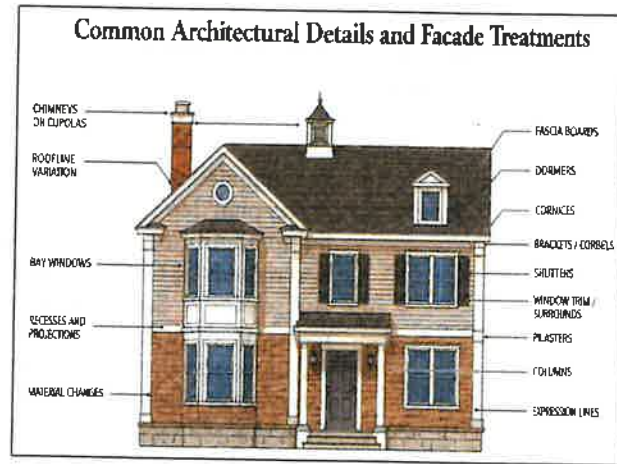 Common Architectural Details and Facade Treatments
CHIMNEYS
OR CUPOLAS
ROOFLINE
VARIATION
BAY WINDOWS
RECESSES AND
PROJECTIONS
MATERIAL CHANGES
FASCIA BOARDS
DORMERS
CORNICES
BRACKETS / CORBELS
SHUTTERS
WINDOW TRIM /
SURROUNDS
PILASTERS
COLUMNS
EXPRESSION LINES